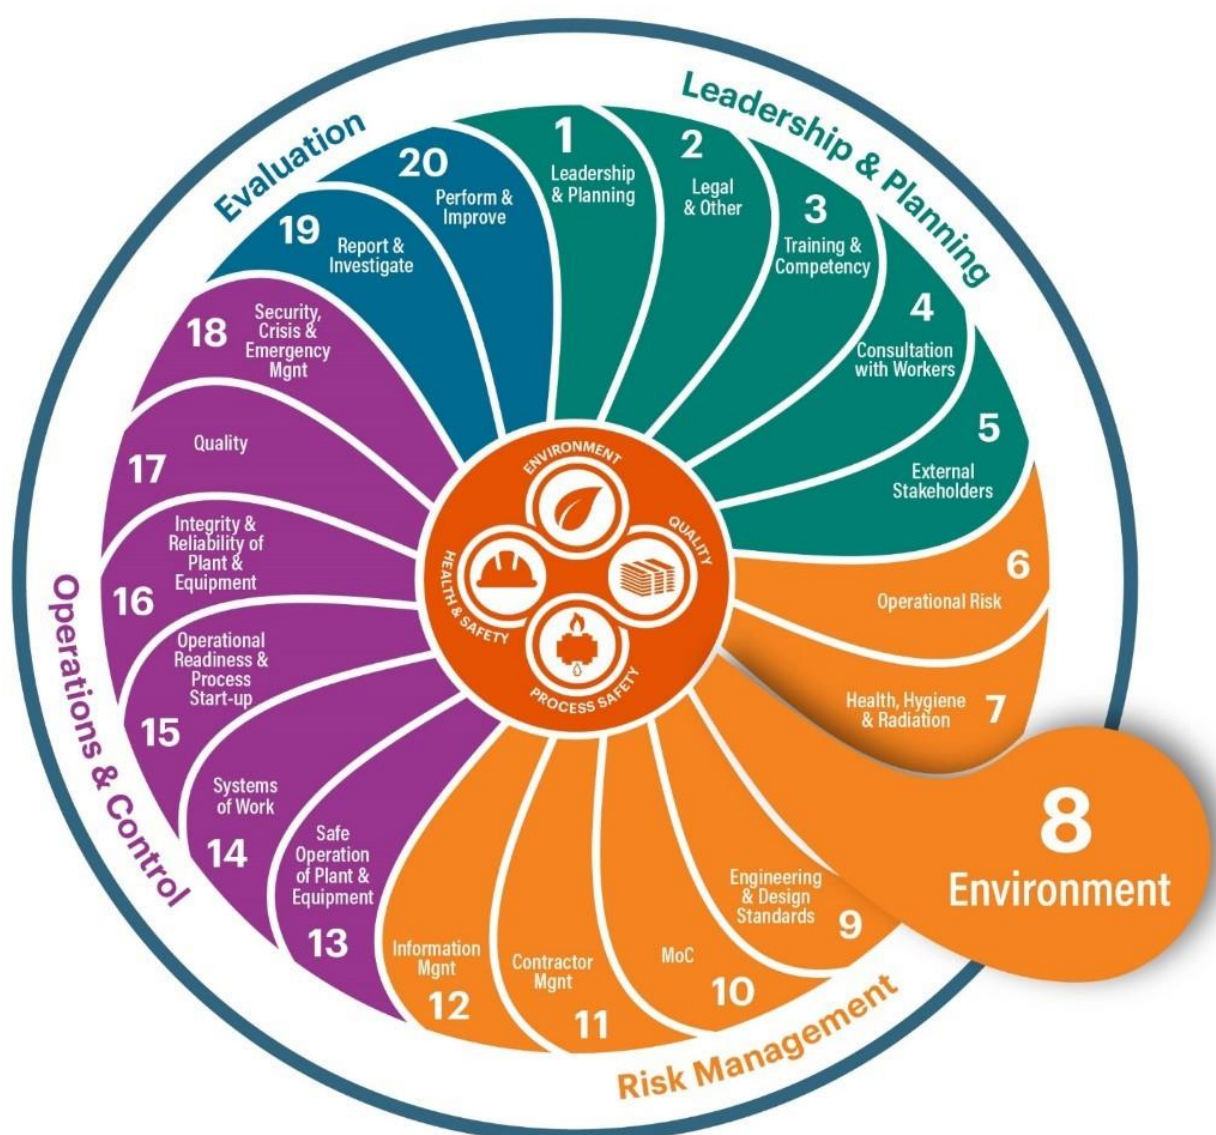 Leadership & Planning
1
Leadership
& Planning
2
Legal
& Other
3
Training &
Competency
4
Consultation
with Workers
5
External
Stakeholders
6
Operational Risk
7
Health, Hygiene
& Radiation
8
Environment
9
Engineering
& Design
Standards
10
MoC
11
Contractor
Mgnt
12
Information
Mgnt
Risk Management
13
Safe
Operation
of Plant &
Equipment
14
Systems
of Work
15
Operational
Readiness &
Process
Start-up
16
Integrity &
Reliability of
Plant &
Equipment
17
Quality
18
Security,
Crisis &
Emergency
Mgnt
Operations & Control
19
Report &
Investigate
20
Perform &
Improve
Evaluation
ENVIRONMENT
QUALITY
PROCESS SAFETY
HEALTH & SAFETY